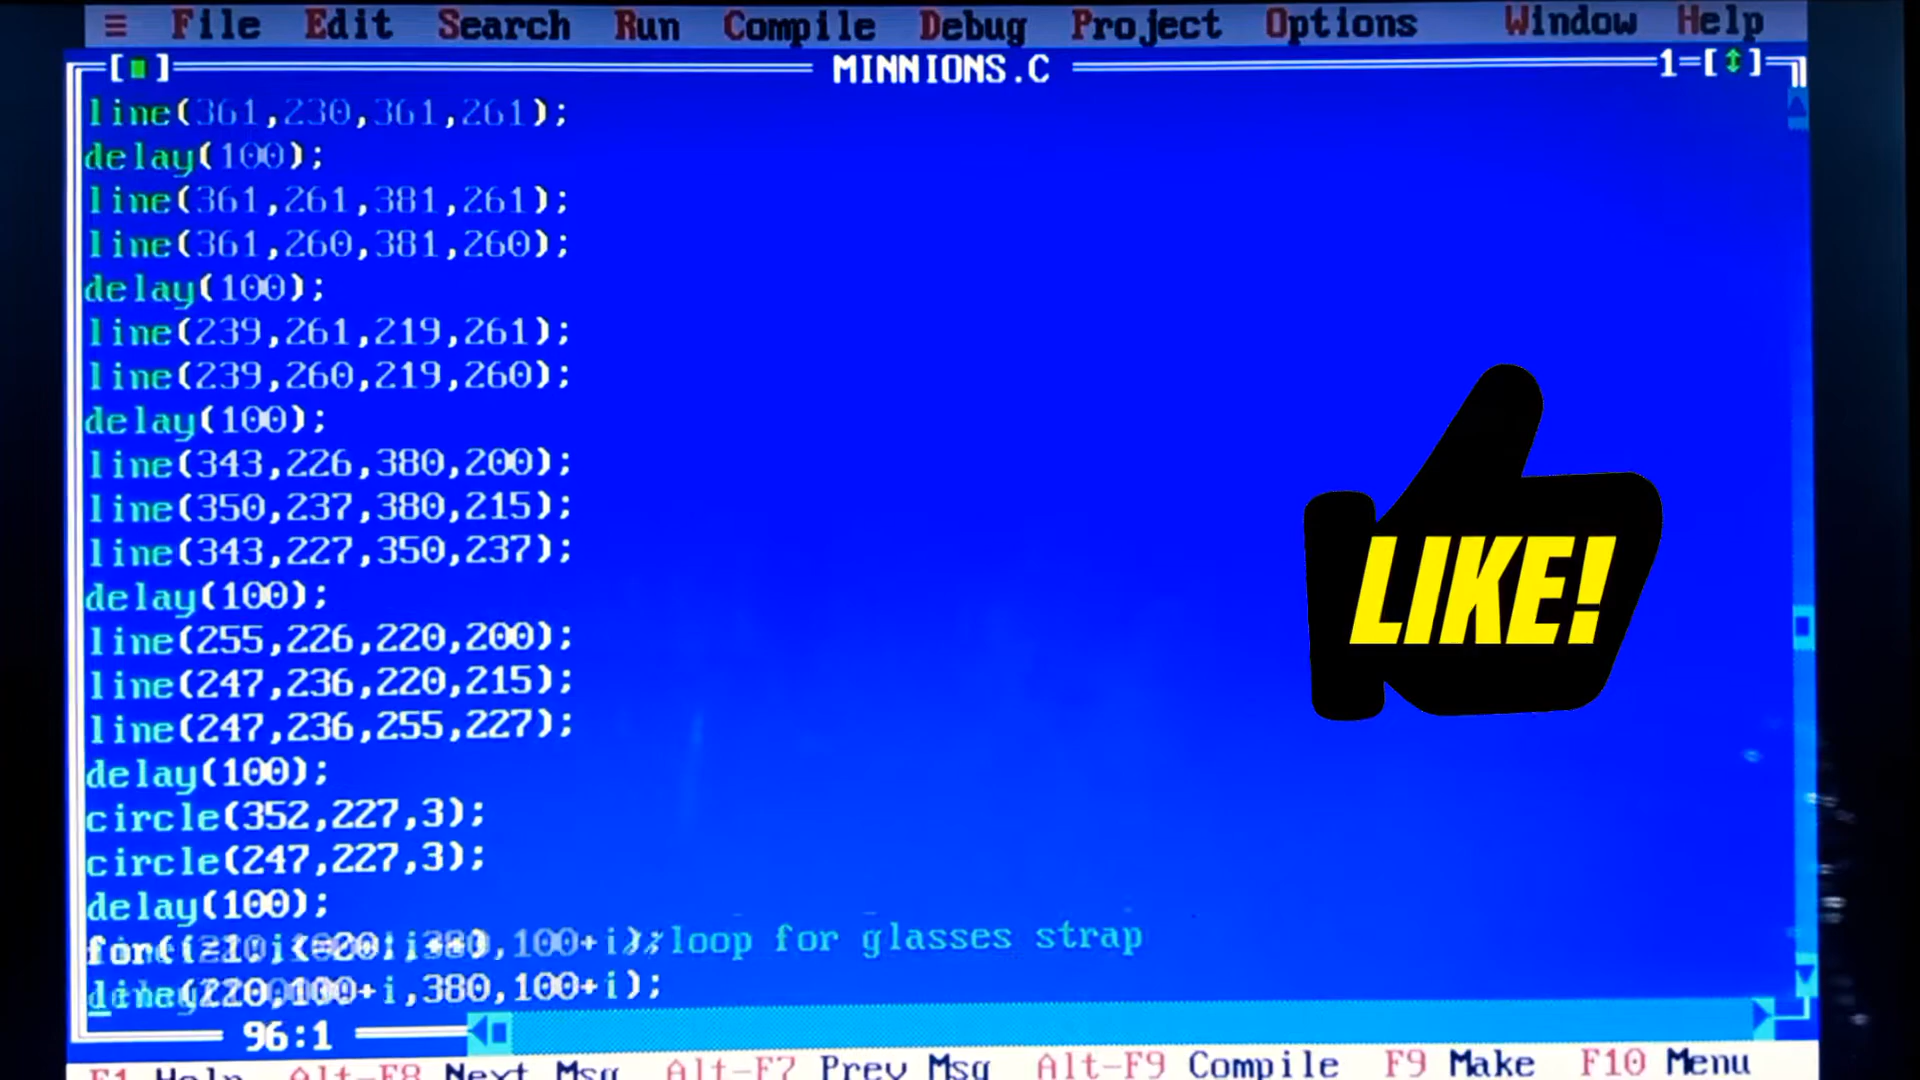 ≡ File Edit Search Run Compile Debug Project Options Window Help
[■] MINNIONS.C 1=[↕]
line(361,230,361,261);
delay(100);
line(361,261,381,261);
line(361,260,381,260);
delay(100);
line(239,261,219,261);
line(239,260,219,260);
delay(100);
line(343,226,380,200);
line(350,237,380,215);
line(343,227,350,237);
delay(100);
line(255,226,220,200);
line(247,236,220,215);
line(247,236,255,227);
delay(100);
circle(352,227,3);
circle(247,227,3);
delay(100);
for(i=1;i<=20;i++) loop for glasses strap
line(220,100+i,380,100+i);
96:1
F1 Help Alt-F8 Next Msg Alt-F7 Prev Msg Alt-F9 Compile F9 Make F10 Menu
LIKE!